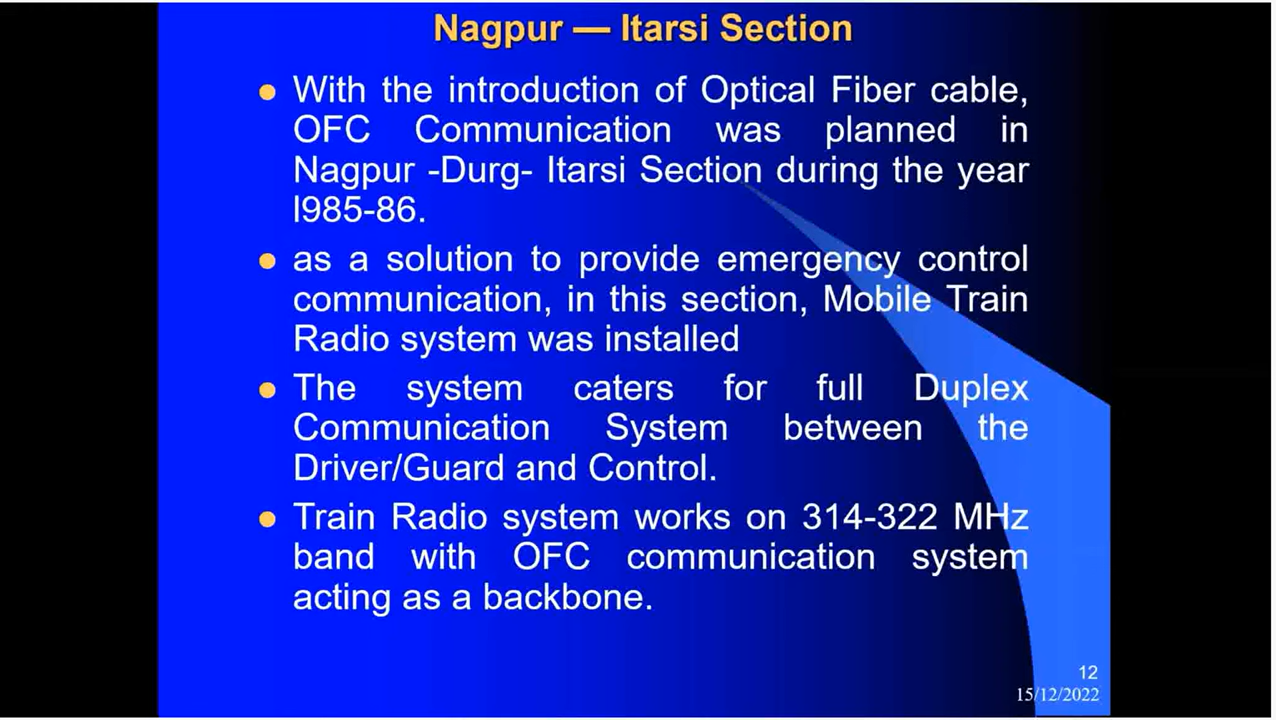 Nagpur — Itarsi Section
With the introduction of Optical Fiber cable,
OFC Communication was planned in
Nagpur -Durg- Itarsi Section during the year
l985-86.
as a solution to provide emergency control
communication, in this section, Mobile Train
Radio system was installed
The system caters for full Duplex
Communication System between the
Driver/Guard and Control.
Train Radio system works on 314-322 MHz
band with OFC communication system
acting as a backbone.
12
15/12/2022